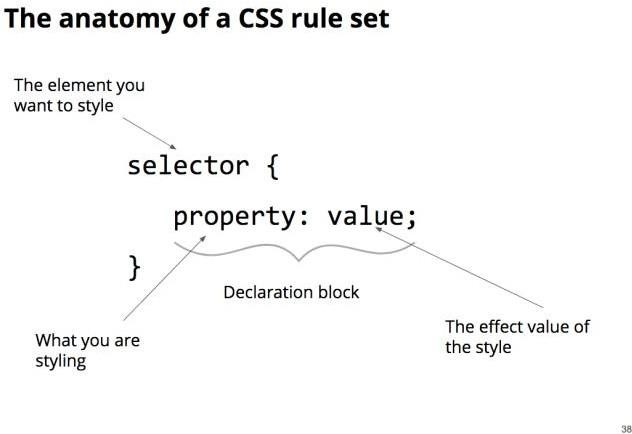 The anatomy of a CSS rule set
The element you
want to style
selector {
property: value;
}
Declaration block
What you are
styling
The effect value of
the style
38